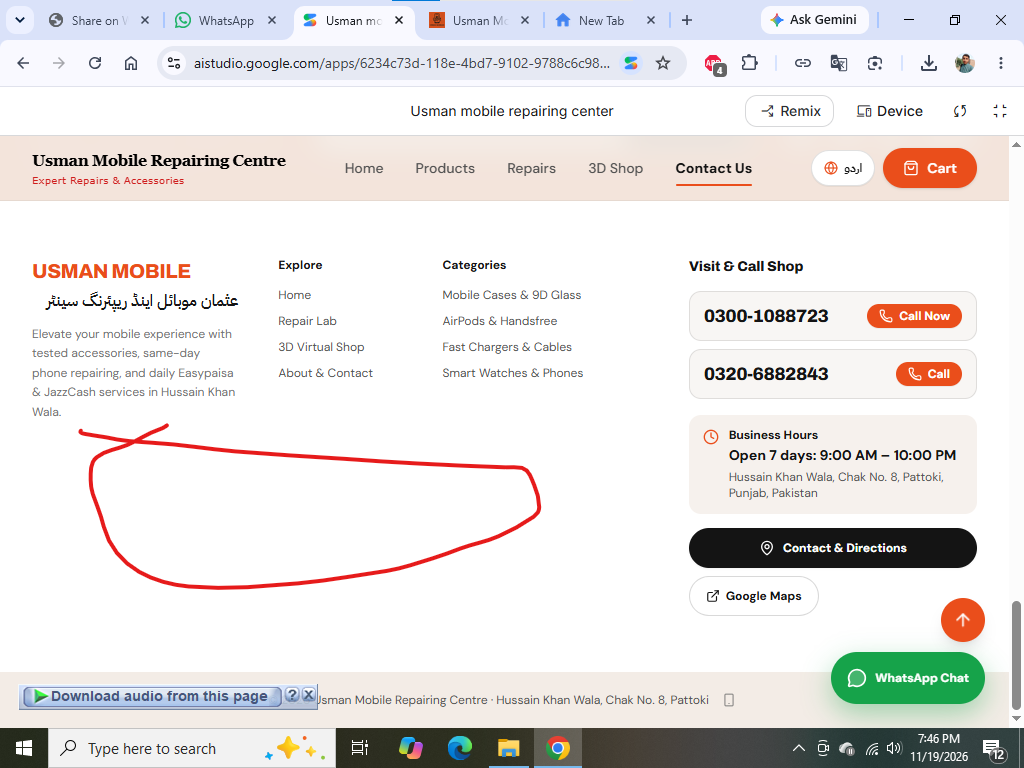 Share on W
WhatsApp
Usman mo
Usman Mo
New Tab
Ask Gemini
aistudio.google.com/apps/6234c73d-118e-4bd7-9102-9788c6c98...
4
Usman mobile repairing center
Remix
Device
Usman Mobile Repairing Centre
Expert Repairs & Accessories
Home
Products
Repairs
3D Shop
Contact Us
اردو
Cart
USMAN MOBILE
عثمان موبائل اینڈ ریپئرنگ سینٹر
Elevate your mobile experience with
tested accessories, same-day
phone repairing, and daily Easypaisa
& JazzCash services in Hussain Khan
Wala.
Explore
Home
Repair Lab
3D Virtual Shop
About & Contact
Categories
Mobile Cases & 9D Glass
AirPods & Handsfree
Fast Chargers & Cables
Smart Watches & Phones
Visit & Call Shop
0300-1088723
Call Now
0320-6882843
Call
Business Hours
Open 7 days: 9:00 AM – 10:00 PM
Hussain Khan Wala, Chak No. 8, Pattoki,
Punjab, Pakistan
Contact & Directions
Google Maps
WhatsApp Chat
Download audio from this page
? X
Usman Mobile Repairing Centre · Hussain Khan Wala, Chak No. 8, Pattoki
Type here to search
7:46 PM
11/19/2026
12